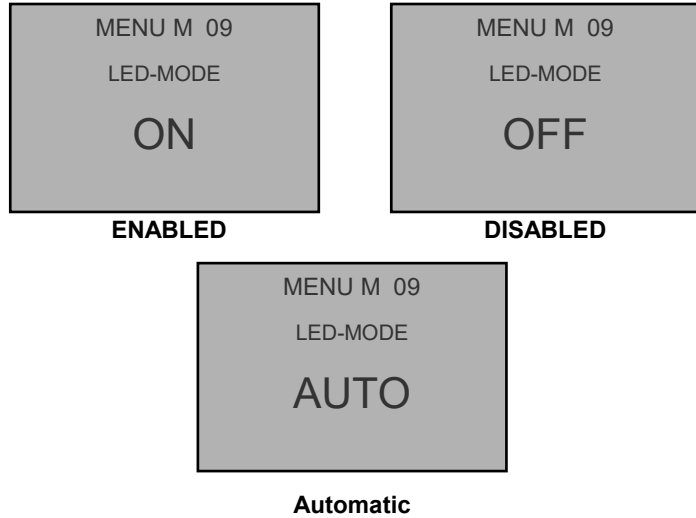 MENU M 09
LED-MODE
ON
ENABLED
MENU M 09
LED-MODE
OFF
DISABLED
MENU M 09
LED-MODE
AUTO
Automatic